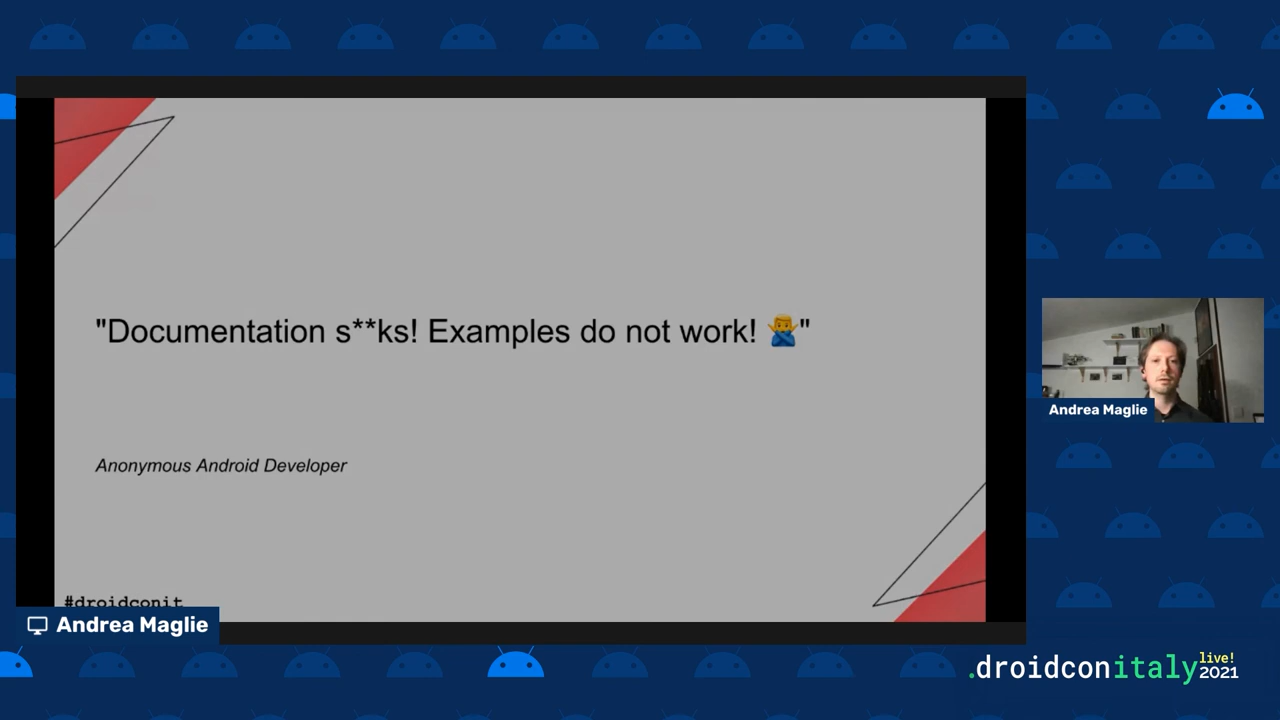 "Documentation s**ks! Examples do not work! 🙅‍♂️"
Anonymous Android Developer
#droidconit
Andrea Maglie
Andrea Maglie
.droidconitaly live! 2021